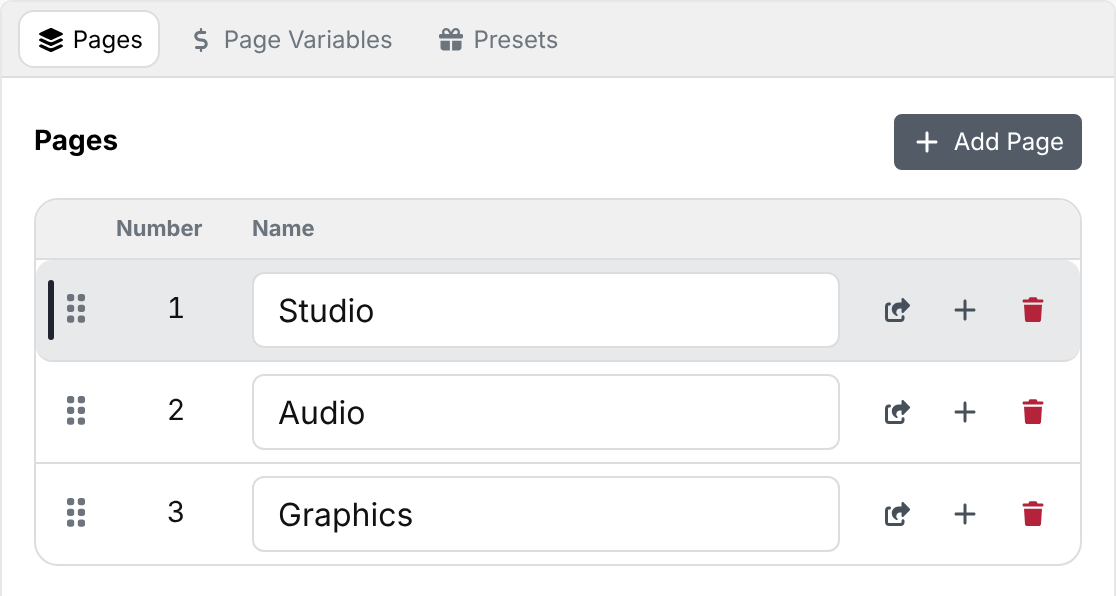 Pages Page Variables Presets
Pages
Add Page
Number Name
1 Studio
2 Audio
3 Graphics